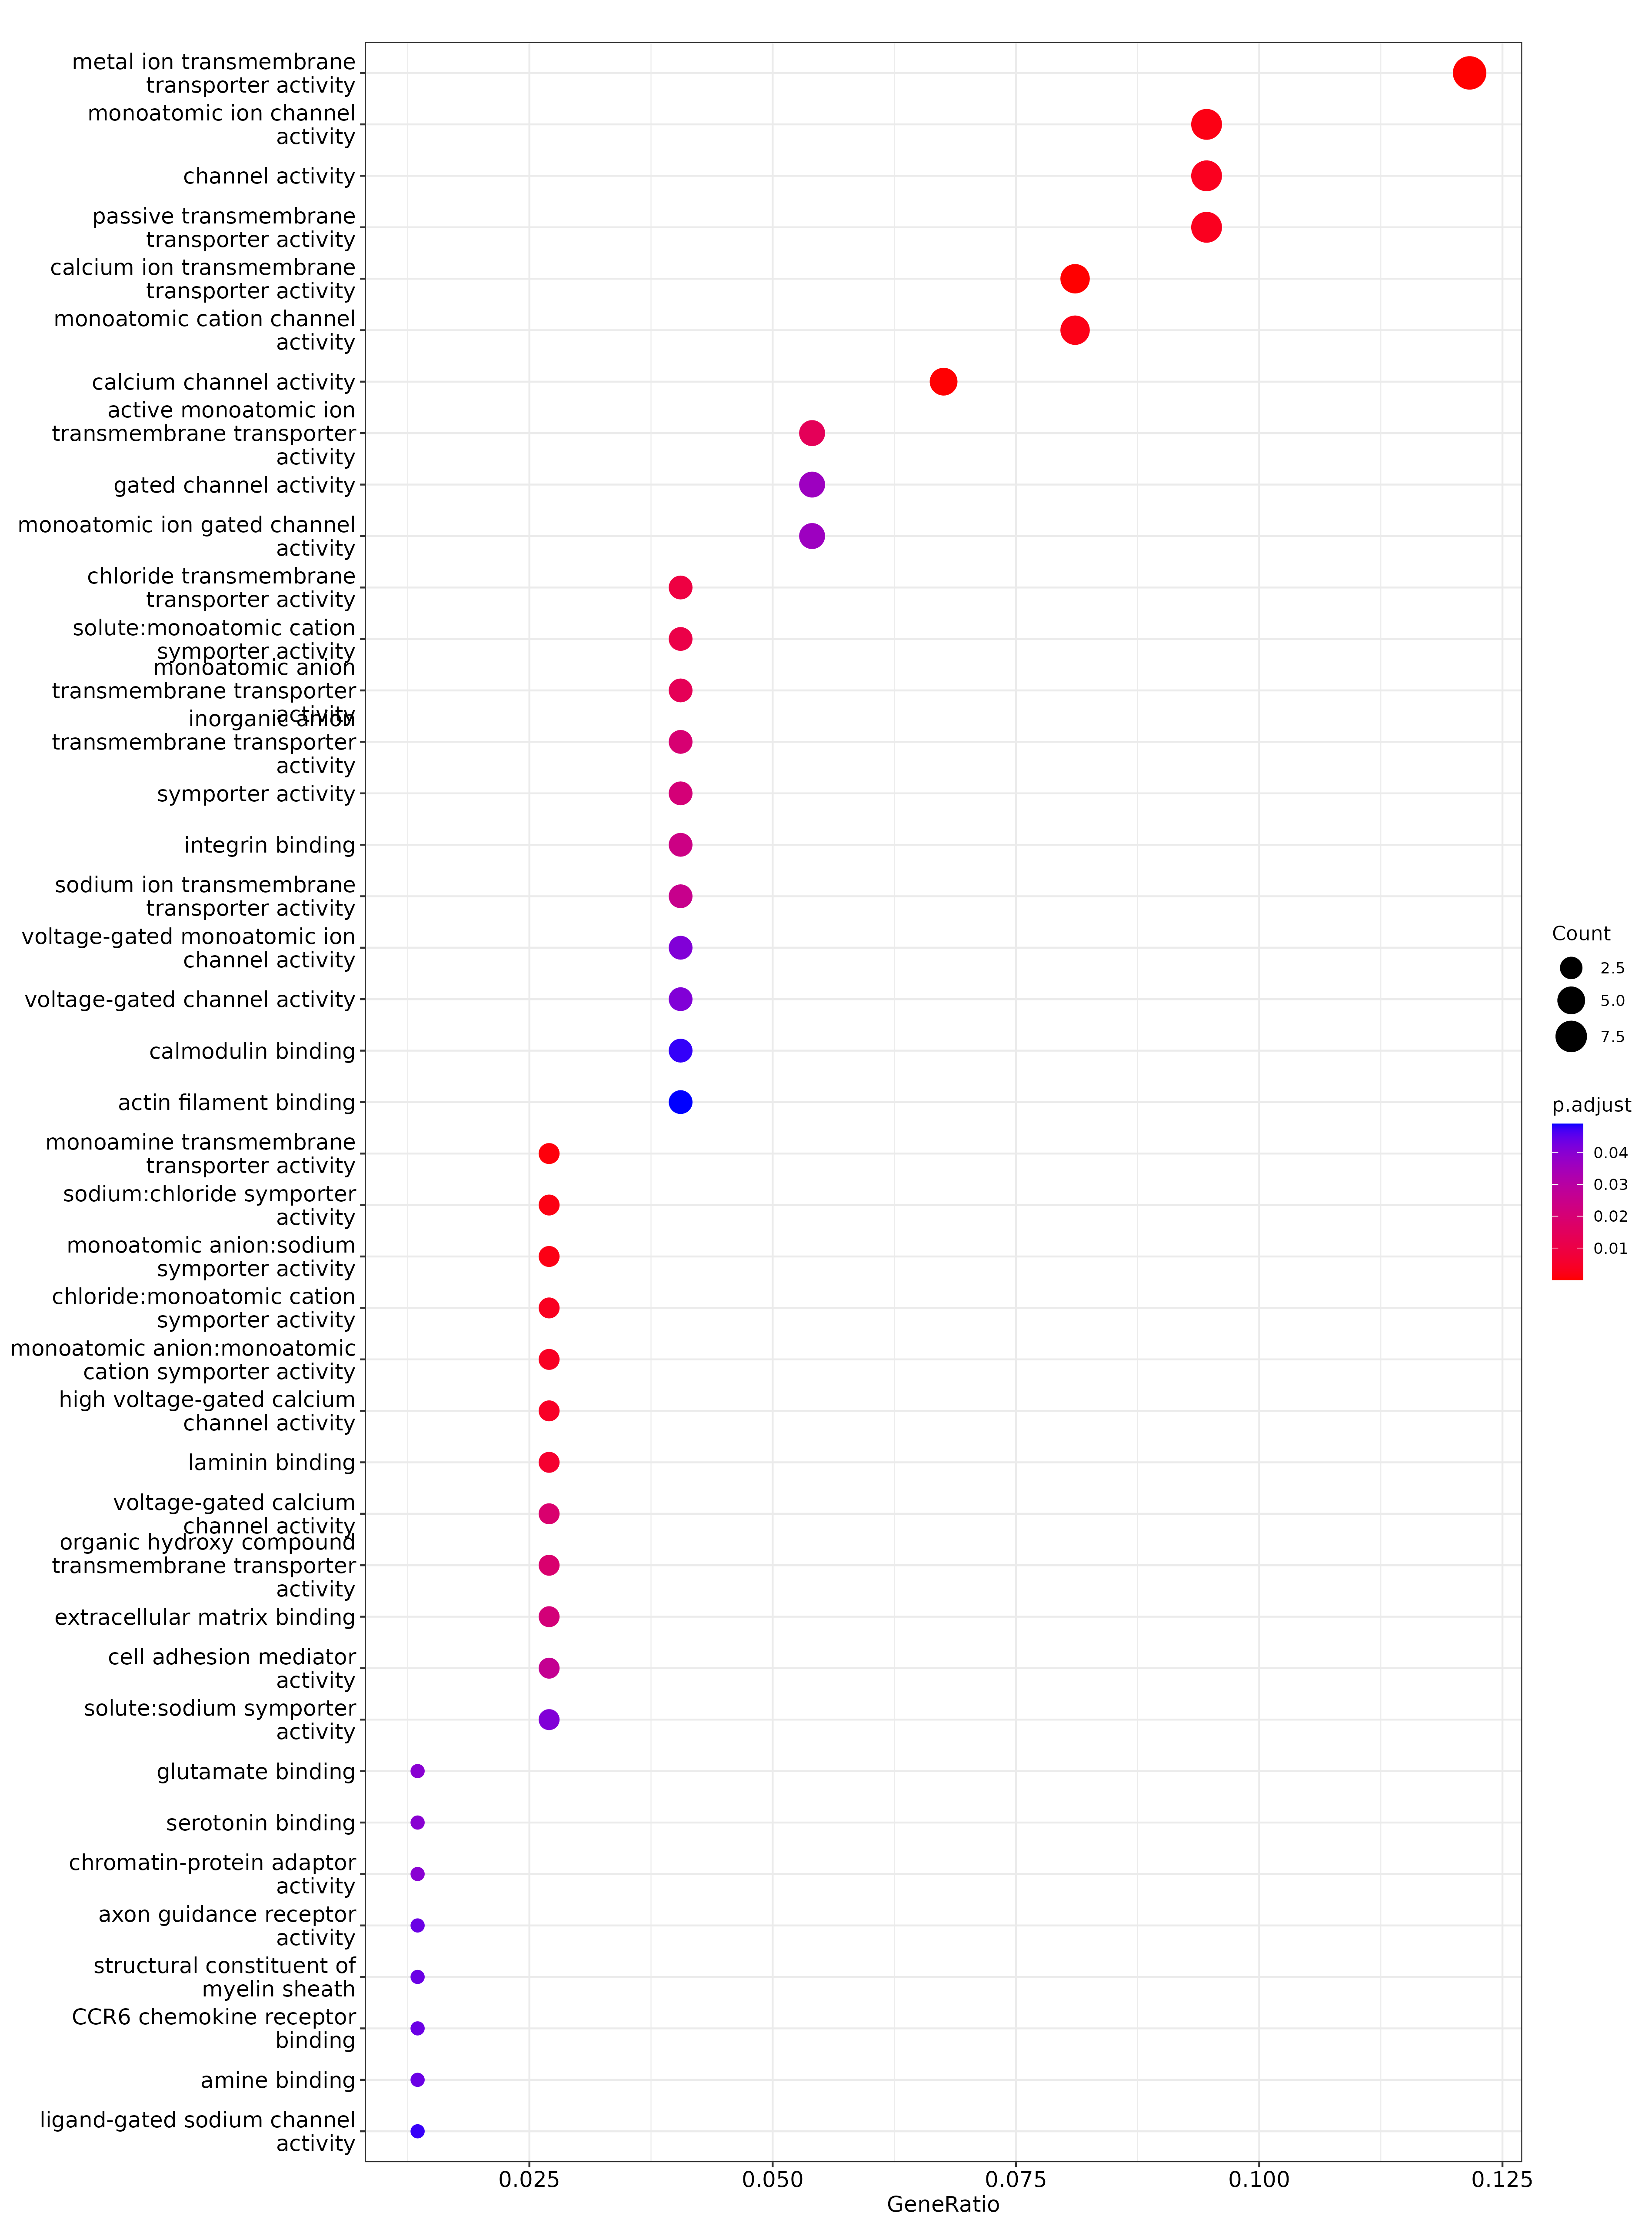 metal ion transmembrane
transporter activity
monoatomic ion channel
activity
channel activity
passive transmembrane
transporter activity
calcium ion transmembrane
transporter activity
monoatomic cation channel
activity
calcium channel activity
active monoatomic ion
transmembrane transporter
activity
gated channel activity
monoatomic ion gated channel
activity
chloride transmembrane
transporter activity
solute:monoatomic cation
symporter activity
monoatomic anion
transmembrane transporter
activity
inorganic anion
transmembrane transporter
activity
symporter activity
integrin binding
sodium ion transmembrane
transporter activity
voltage-gated monoatomic ion
channel activity
voltage-gated channel activity
calmodulin binding
actin filament binding
monoamine transmembrane
transporter activity
sodium:chloride symporter
activity
monoatomic anion:sodium
symporter activity
chloride:monoatomic cation
symporter activity
monoatomic anion:monoatomic
cation symporter activity
high voltage-gated calcium
channel activity
laminin binding
voltage-gated calcium
channel activity
organic hydroxy compound
transmembrane transporter
activity
extracellular matrix binding
cell adhesion mediator
activity
solute:sodium symporter
activity
glutamate binding
serotonin binding
chromatin-protein adaptor
activity
axon guidance receptor
activity
structural constituent of
myelin sheath
CCR6 chemokine receptor
binding
amine binding
ligand-gated sodium channel
activity
0.025 0.050 0.075 0.100 0.125
GeneRatio
Count
2.5
5.0
7.5
p.adjust
0.04
0.03
0.02
0.01